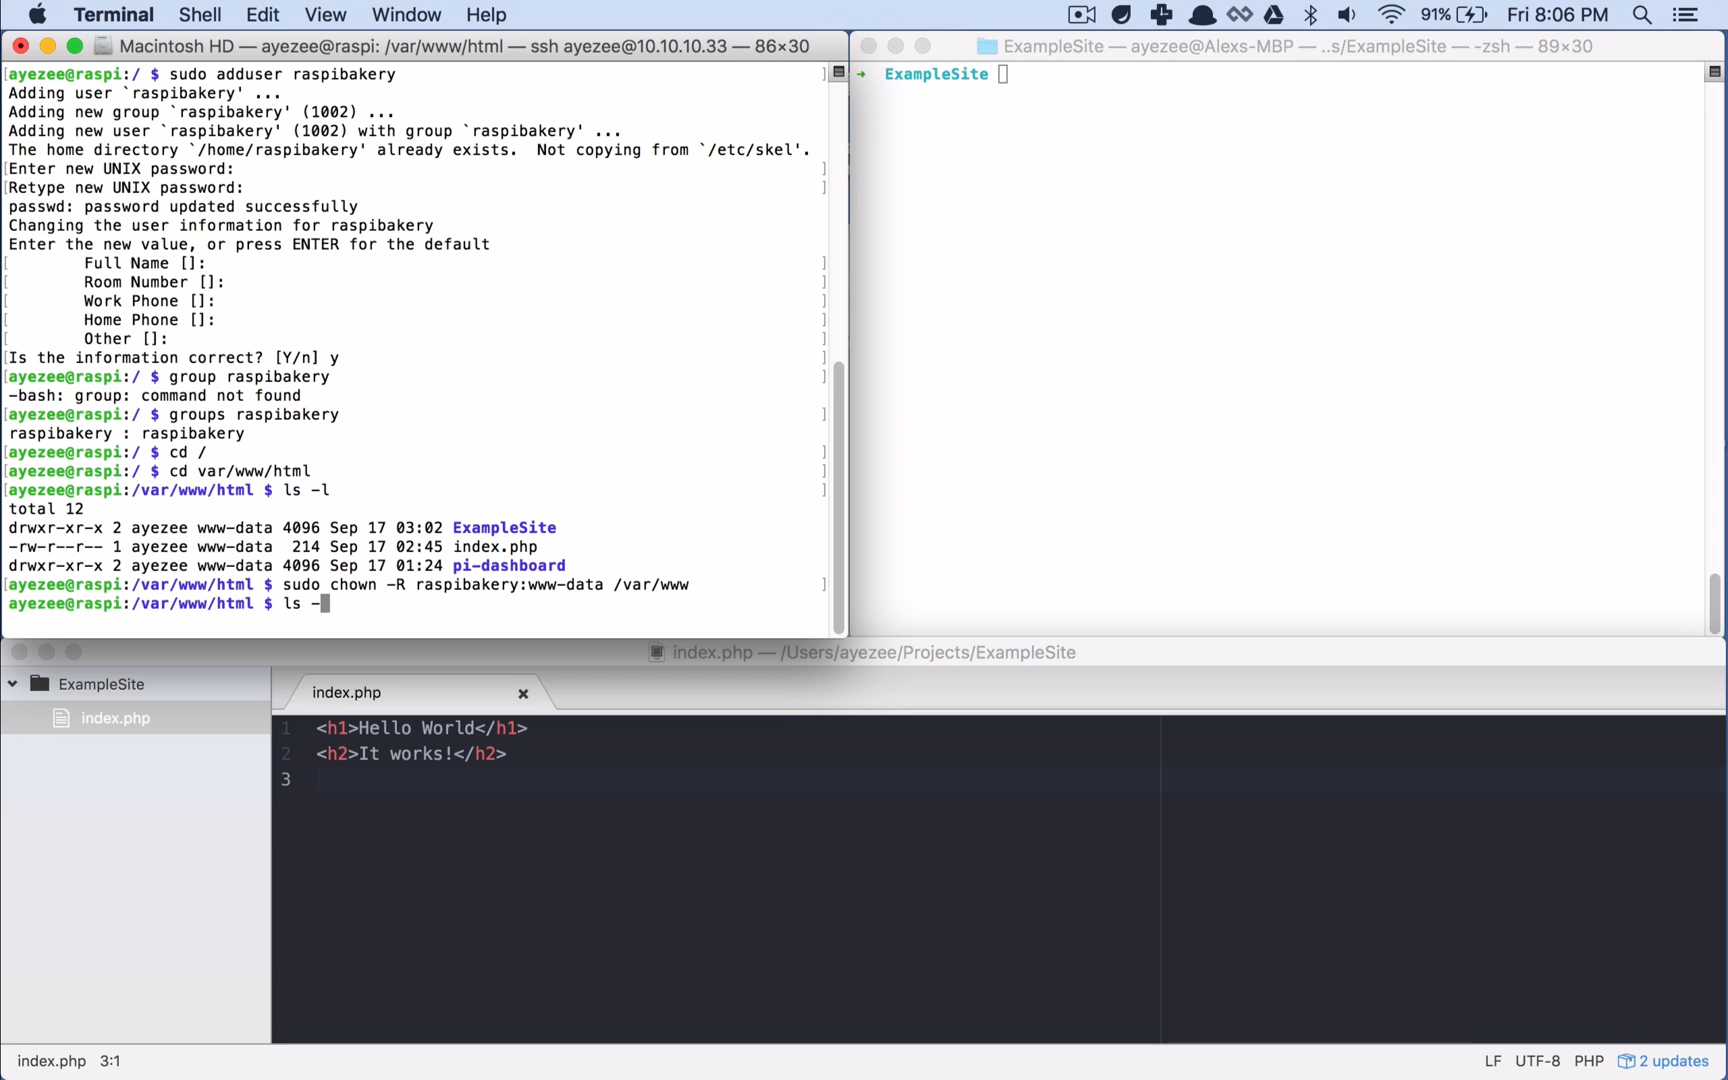 Terminal Shell Edit View Window Help 91% Fri 8:06 PM
Macintosh HD — ayezee@raspi: /var/www/html — ssh ayezee@10.10.10.33 — 86×30
[ayezee@raspi:/ $ sudo adduser raspibakery ]
Adding user `raspibakery' ...
Adding new group `raspibakery' (1002) ...
Adding new user `raspibakery' (1002) with group `raspibakery' ...
The home directory `/home/raspibakery' already exists.  Not copying from `/etc/skel'.
[Enter new UNIX password: ]
[Retype new UNIX password: ]
passwd: password updated successfully
Changing the user information for raspibakery
Enter the new value, or press ENTER for the default
[ Full Name []: ]
[ Room Number []: ]
[ Work Phone []: ]
[ Home Phone []: ]
[ Other []: ]
[Is the information correct? [Y/n] y ]
[ayezee@raspi:/ $ group raspibakery ]
-bash: group: command not found
[ayezee@raspi:/ $ groups raspibakery ]
raspibakery : raspibakery
[ayezee@raspi:/ $ cd / ]
[ayezee@raspi:/ $ cd var/www/html ]
[ayezee@raspi:/var/www/html $ ls -l ]
total 12
drwxr-xr-x 2 ayezee www-data 4096 Sep 17 03:02 ExampleSite
-rw-r--r-- 1 ayezee www-data  214 Sep 17 02:45 index.php
drwxr-xr-x 2 ayezee www-data 4096 Sep 17 01:24 pi-dashboard
[ayezee@raspi:/var/www/html $ sudo chown -R raspibakery:www-data /var/www ]
ayezee@raspi:/var/www/html $ ls -
ExampleSite — ayezee@Alexs-MBP — ..s/ExampleSite — -zsh — 89×30
➜ ExampleSite
index.php — /Users/ayezee/Projects/ExampleSite
ExampleSite
index.php
index.php
1 <h1>Hello World</h1>
2 <h2>It works!</h2>
3
index.php 3:1 LF UTF-8 PHP 2 updates